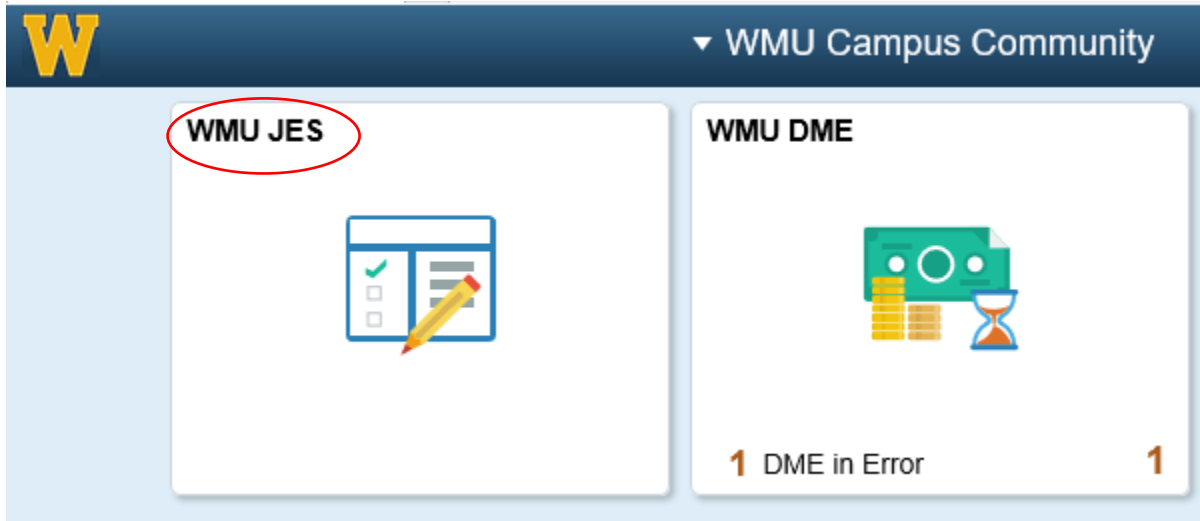 W
▾ WMU Campus Community
WMU JES
WMU DME
1 DME in Error 1